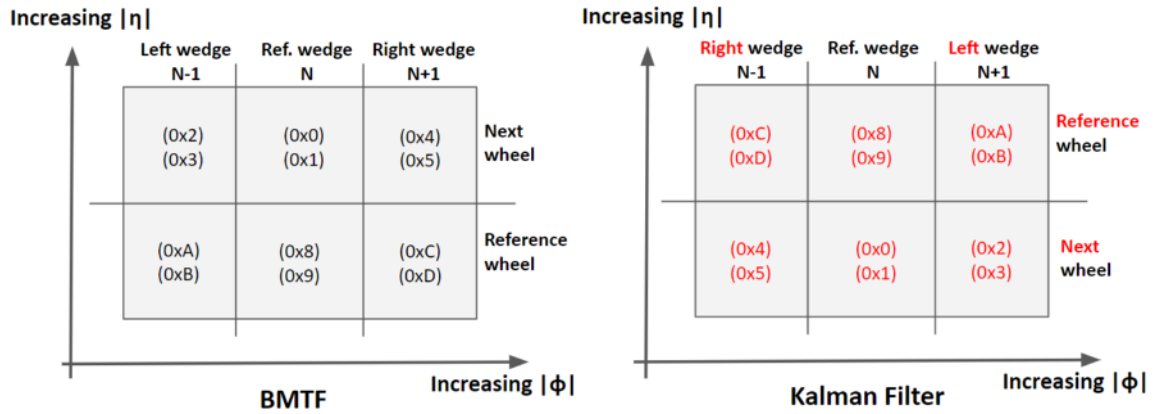 Increasing |η|
Left wedge Ref. wedge Right wedge
N-1 N N+1
(0x2) (0x0) (0x4)
(0x3) (0x1) (0x5)
Next
wheel
(0xA) (0x8) (0xC)
(0xB) (0x9) (0xD)
Reference
wheel
Increasing |ϕ|
BMTF
Increasing |η|
Right wedge Ref. wedge Left wedge
N-1 N N+1
(0xC) (0x8) (0xA)
(0xD) (0x9) (0xB)
Reference
wheel
(0x4) (0x0) (0x2)
(0x5) (0x1) (0x3)
Next
wheel
Increasing |ϕ|
Kalman Filter